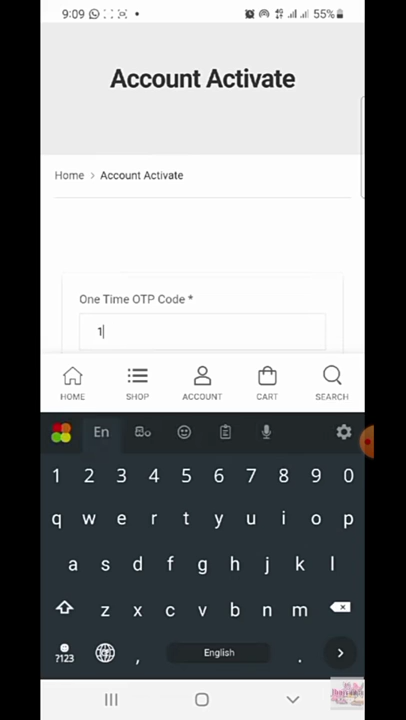 9:09 55%
Account Activate
Home > Account Activate
One Time OTP Code *
1
HOME SHOP ACCOUNT CART SEARCH
En
1 2 3 4 5 6 7 8 9 0
q w e r t y u i o p
a s d f g h j k l
z x c v b n m
?123 , English .